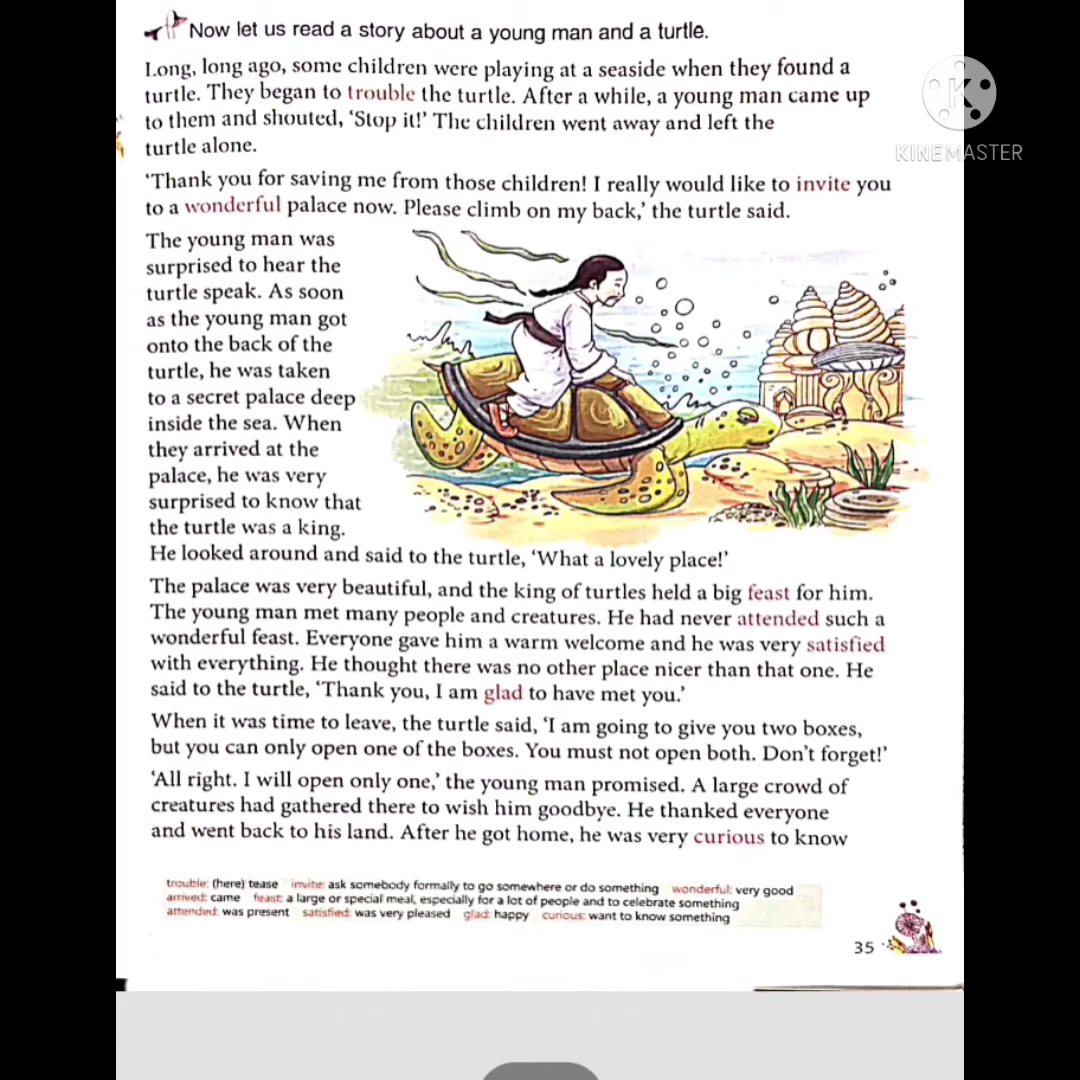 Now let us read a story about a young man and a turtle.
Long, long ago, some children were playing at a seaside when they found a
turtle. They began to trouble the turtle. After a while, a young man came up
to them and shouted, ‘Stop it!’ The children went away and left the
turtle alone.
KINEMASTER
‘Thank you for saving me from those children! I really would like to invite you
to a wonderful palace now. Please climb on my back,’ the turtle said.
The young man was
surprised to hear the
turtle speak. As soon
as the young man got
onto the back of the
turtle, he was taken
to a secret palace deep
inside the sea. When
they arrived at the
palace, he was very
surprised to know that
the turtle was a king.
He looked around and said to the turtle, ‘What a lovely place!’
The palace was very beautiful, and the king of turtles held a big feast for him.
The young man met many people and creatures. He had never attended such a
wonderful feast. Everyone gave him a warm welcome and he was very satisfied
with everything. He thought there was no other place nicer than that one. He
said to the turtle, ‘Thank you, I am glad to have met you.’
When it was time to leave, the turtle said, ‘I am going to give you two boxes,
but you can only open one of the boxes. You must not open both. Don’t forget!’
‘All right. I will open only one,’ the young man promised. A large crowd of
creatures had gathered there to wish him goodbye. He thanked everyone
and went back to his land. After he got home, he was very curious to know
trouble: (here) tease invite: ask somebody formally to go somewhere or do something wonderful: very good
arrived: came feast: a large or special meal, especially for a lot of people and to celebrate something
attended: was present satisfied: was very pleased glad: happy curious: want to know something
35